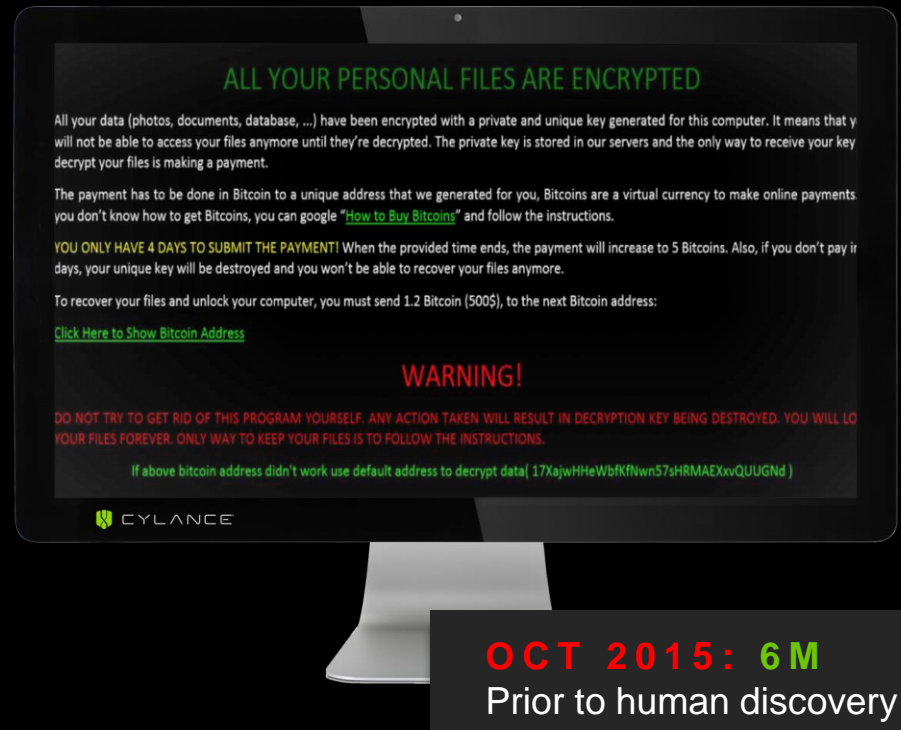 ALL YOUR PERSONAL FILES ARE ENCRYPTED
All your data (photos, documents, database, ...) have been encrypted with a private and unique key generated for this computer. It means that y
will not be able to access your files anymore until they're decrypted. The private key is stored in our servers and the only way to receive your key
decrypt your files is making a payment.
The payment has to be done in Bitcoin to a unique address that we generated for you, Bitcoins are a virtual currency to make online payments.
you don't know how to get Bitcoins, you can google "How to Buy Bitcoins" and follow the instructions.
YOU ONLY HAVE 4 DAYS TO SUBMIT THE PAYMENT! When the provided time ends, the payment will increase to 5 Bitcoins. Also, if you don't pay in
days, your unique key will be destroyed and you won't be able to recover your files anymore.
To recover your files and unlock your computer, you must send 1.2 Bitcoin (500$), to the next Bitcoin address:
Click Here to Show Bitcoin Address
WARNING!
DO NOT TRY TO GET RID OF THIS PROGRAM YOURSELF. ANY ACTION TAKEN WILL RESULT IN DECRYPTION KEY BEING DESTROYED. YOU WILL LO
YOUR FILES FOREVER. ONLY WAY TO KEEP YOUR FILES IS TO FOLLOW THE INSTRUCTIONS.
If above bitcoin address didn't work use default address to decrypt data( 17XajwHHeWbfKfNwn57sHRMAEXxvQUUGNd )
CYLANCE
OCT 2015: 6M
Prior to human discovery